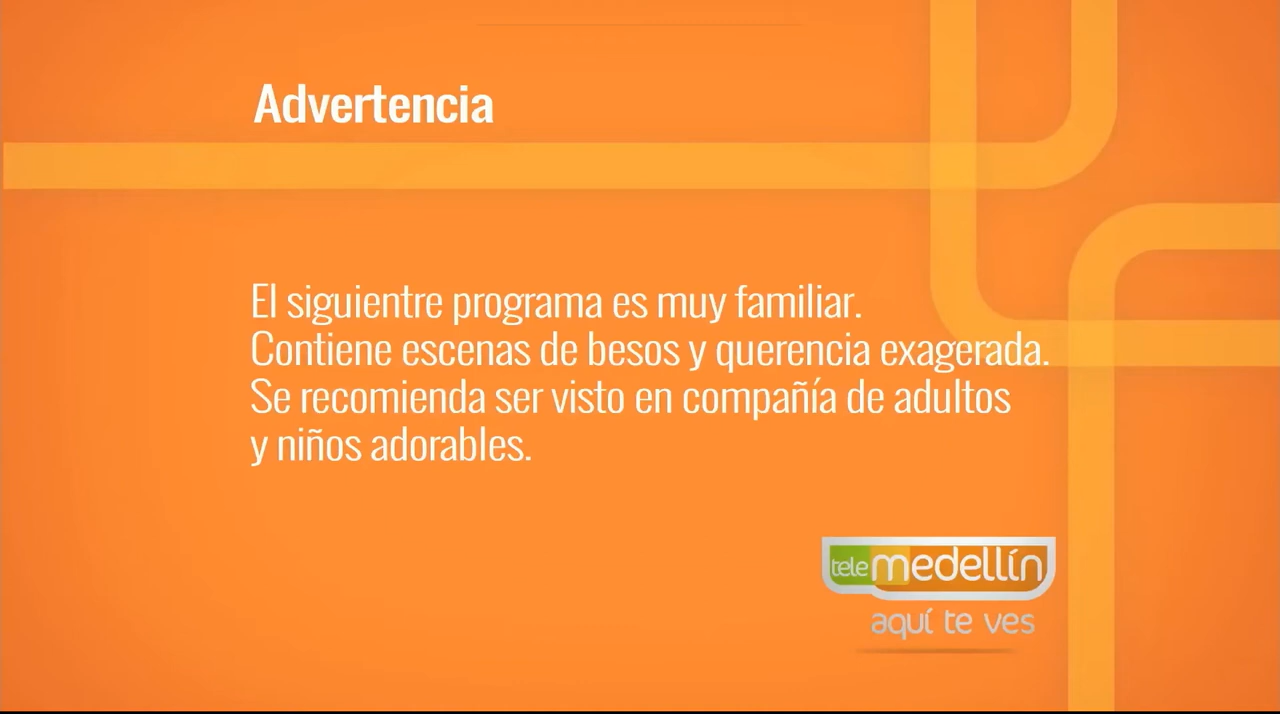 Advertencia
El siguientre programa es muy familiar.
Contiene escenas de besos y querencia exagerada.
Se recomienda ser visto en compañía de adultos
y niños adorables.
tele medellín
aquí te ves